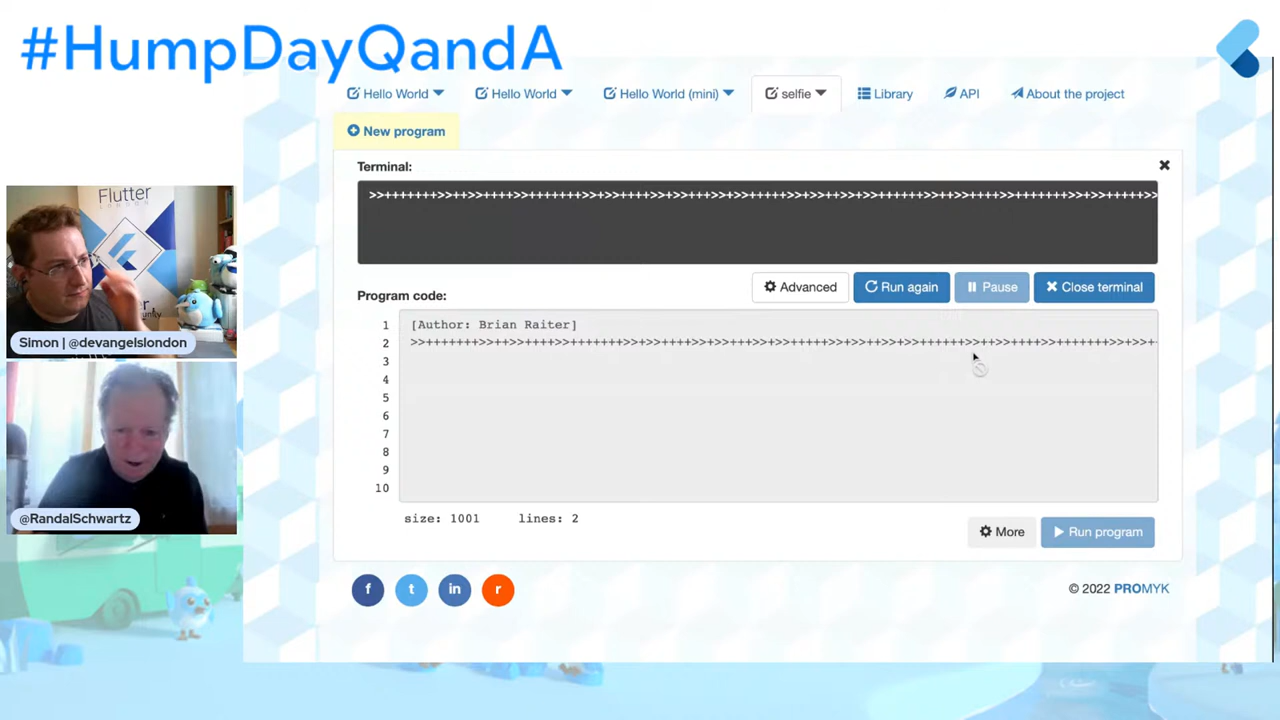 #HumpDayQandA
Hello World Hello World Hello World (mini) selfie Library API About the project
New program
Terminal:
>>+++++++>>++>>++++>>+++++++>>+>>++++>>+>>+++>>+>>+++++>>+>>++>>+>>++++++>>++>>++++>>+++++++>>+>>+++++>>
Advanced Run again Pause Close terminal
Program code:
1 [Author: Brian Raiter]
2 >>+++++++>>++>>++++>>+++++++>>+>>++++>>+>>+++>>+>>+++++>>+>>++>>+>>++++++>>++>>++++>>+++++++>>+>>+
3
4
5
6
7
8
9
10
size: 1001 lines: 2
More Run program
f t in r
© 2022 PROMYK
Flutter
LONDON
Simon | @devangelslondon
@RandalSchwartz